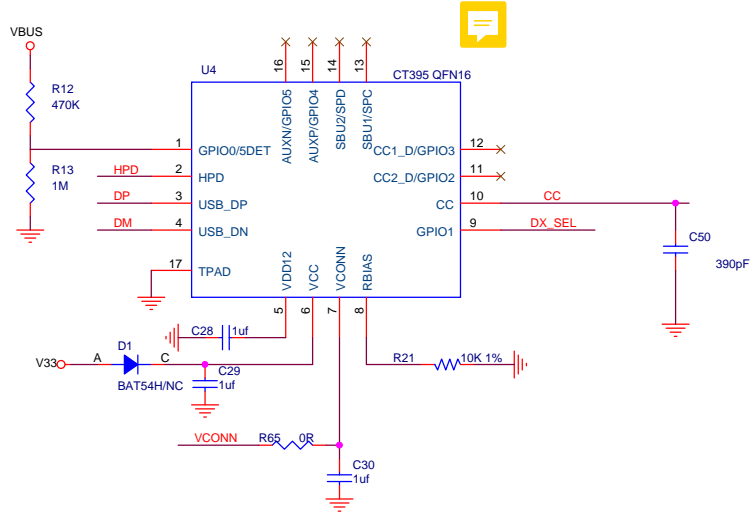 VBUS
U4
CT395 QFN16
16
15
14
13
AUXN/GPIO5
AUXP/GPIO4
SBU2/SPD
SBU1/SPC
R12
470K
R13
1M
1
GPIO0/5DET
CC1_D/GPIO3
12
HPD
2
HPD
CC2_D/GPIO2
11
DP
3
USB_DP
CC
10
CC
DM
4
USB_DN
GPIO1
9
DX_SEL
17
TPAD
VDD12
VCC
VCONN
RBIAS
5
6
7
8
C50
390pF
C28
1uf
V33
A
D1
C
BAT54H/NC
C29
1uf
R21
10K 1%
VCONN
R65
0R
C30
1uf